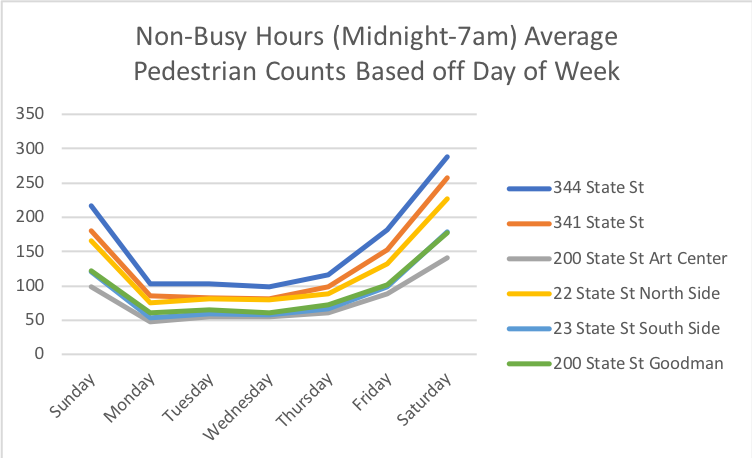 Non-Busy Hours (Midnight-7am) Average
Pedestrian Counts Based off Day of Week
350
300
250
200
150
100
50
0
Sunday
Monday
Tuesday
Wednesday
Thursday
Friday
Saturday
344 State St
341 State St
200 State St Art Center
22 State St North Side
23 State St South Side
200 State St Goodman